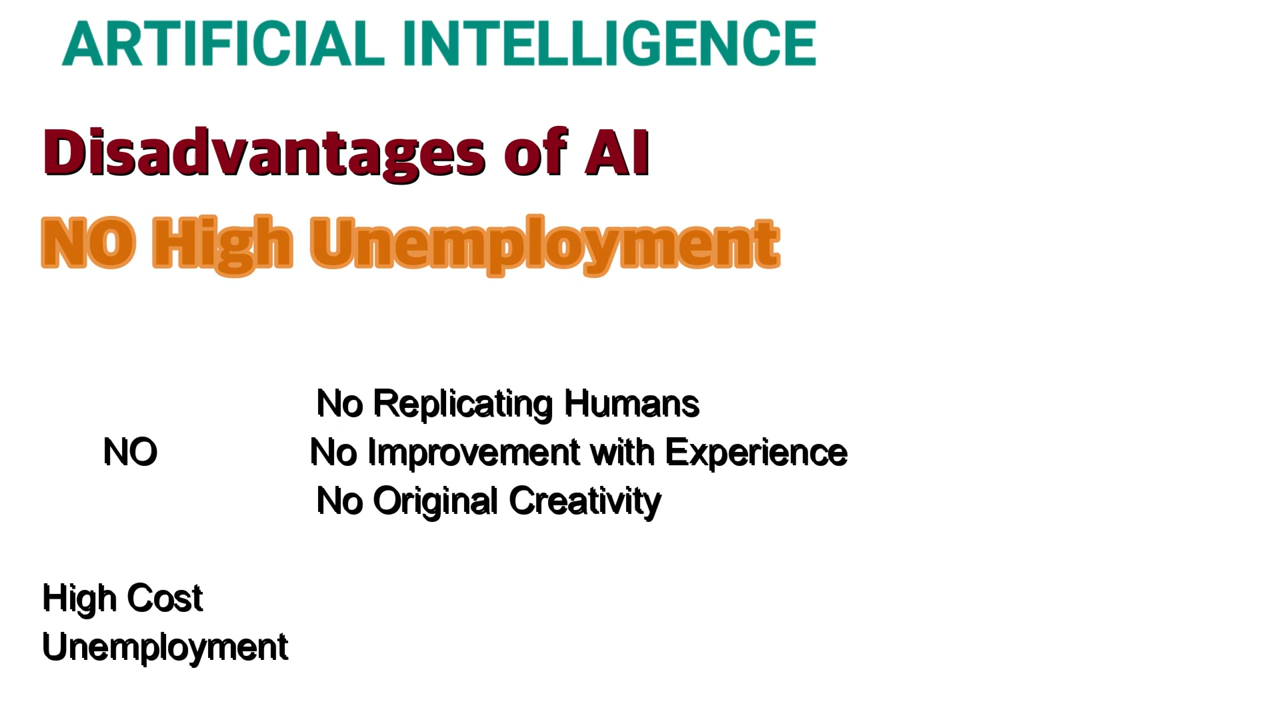 ARTIFICIAL INTELLIGENCE
Disadvantages of AI
NO High Unemployment
No Replicating Humans
NO No Improvement with Experience
No Original Creativity
High Cost
Unemployment